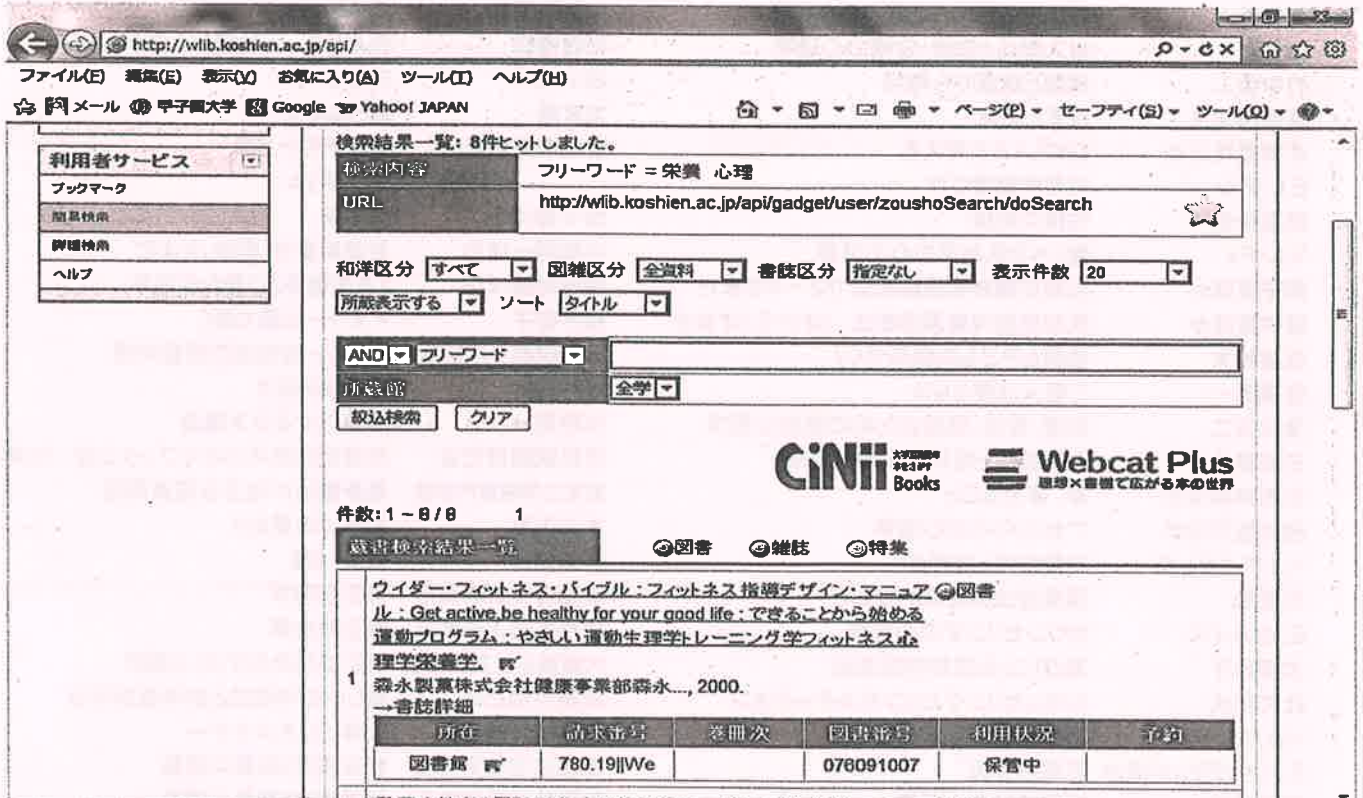 http://wlib.koshien.ac.jp/api/
ファイル(E) 編集(E) 表示(V) お気に入り(A) ツール(T) ヘルプ(H)
メール 甲子園大学 Google Yahoo! JAPAN
ページ(P) セーフティ(S) ツール(O)
利用者サービス
ブックマーク
簡易検索
詳細検索
ヘルプ
検索結果一覧: 8件ヒットしました。
検索内容 フリーワード = 栄養 心理
URL http://wlib.koshien.ac.jp/api/gadget/user/zoushoSearch/doSearch
和洋区分 すべて 図雑区分 全資料 書誌区分 指定なし 表示件数 20
所蔵表示する ソート タイトル
AND フリーワード
所蔵館 全学
絞込検索 クリア
CiNii Books
Webcat Plus
連想×書棚で広がる本の世界
件数: 1 ~ 8 / 8 1
蔵書検索結果一覧 図書 雑誌 特集
ウイダー・フィットネス・バイブル : フィットネス指導デザイン・マニュア 図書
ル : Get active,be healthy for your good life : できることから始める
運動プログラム : やさしい運動生理学トレーニング学フィットネス心
理学栄養学.
1
森永製菓株式会社健康事業部森永..., 2000.
→書誌詳細
所在 請求番号 巻冊次 図書番号 利用状況 予約
図書館 780.19||We 076091007 保管中